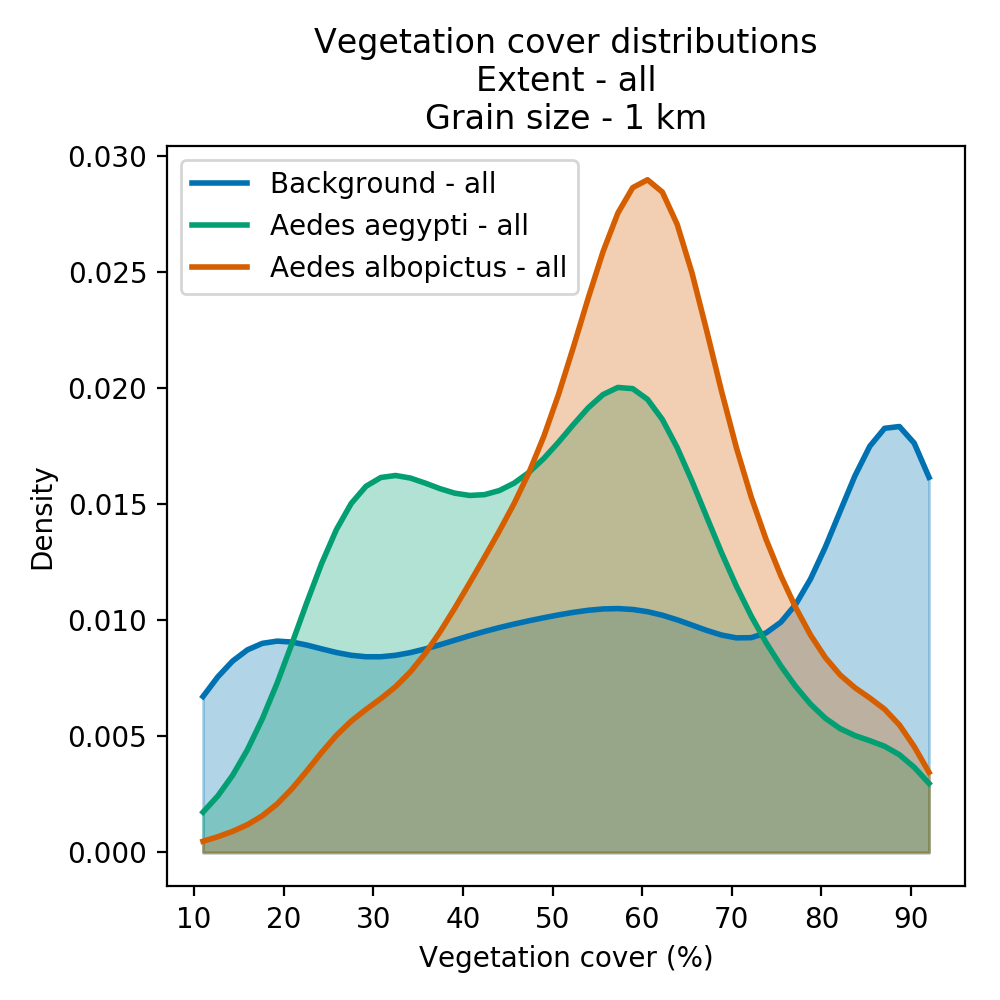 Vegetation cover distributions
Extent - all
Grain size - 1 km
Background - all
Aedes aegypti - all
Aedes albopictus - all
Density
0.030
0.025
0.020
0.015
0.010
0.005
0.000
10 20 30 40 50 60 70 80 90
Vegetation cover (%)